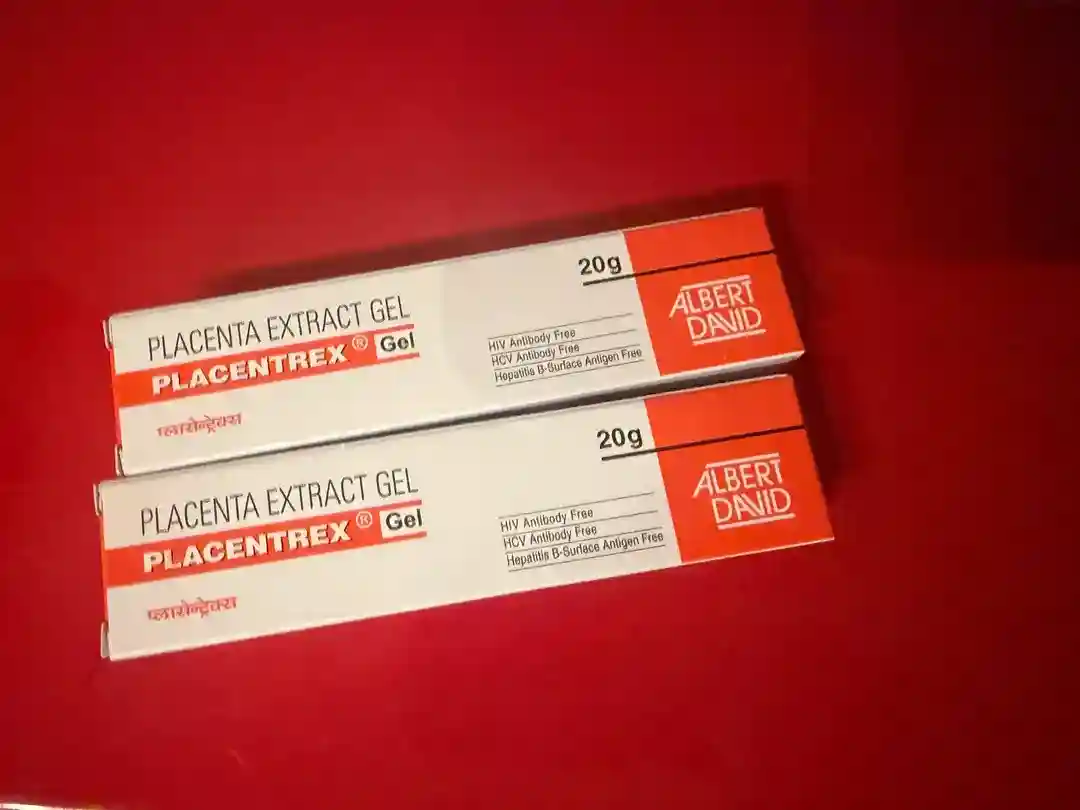 PLACENTA EXTRACT GEL
PLACENTREX® Gel
प्लासेन्ट्रेक्स
20g
HIV Antibody Free
HCV Antibody Free
Hepatitis B-Surface Antigen Free
ALBERT
DAVID
PLACENTA EXTRACT GEL
PLACENTREX® Gel
प्लासेन्ट्रेक्स
20g
HIV Antibody Free
HCV Antibody Free
Hepatitis B-Surface Antigen Free
ALBERT
DAVID